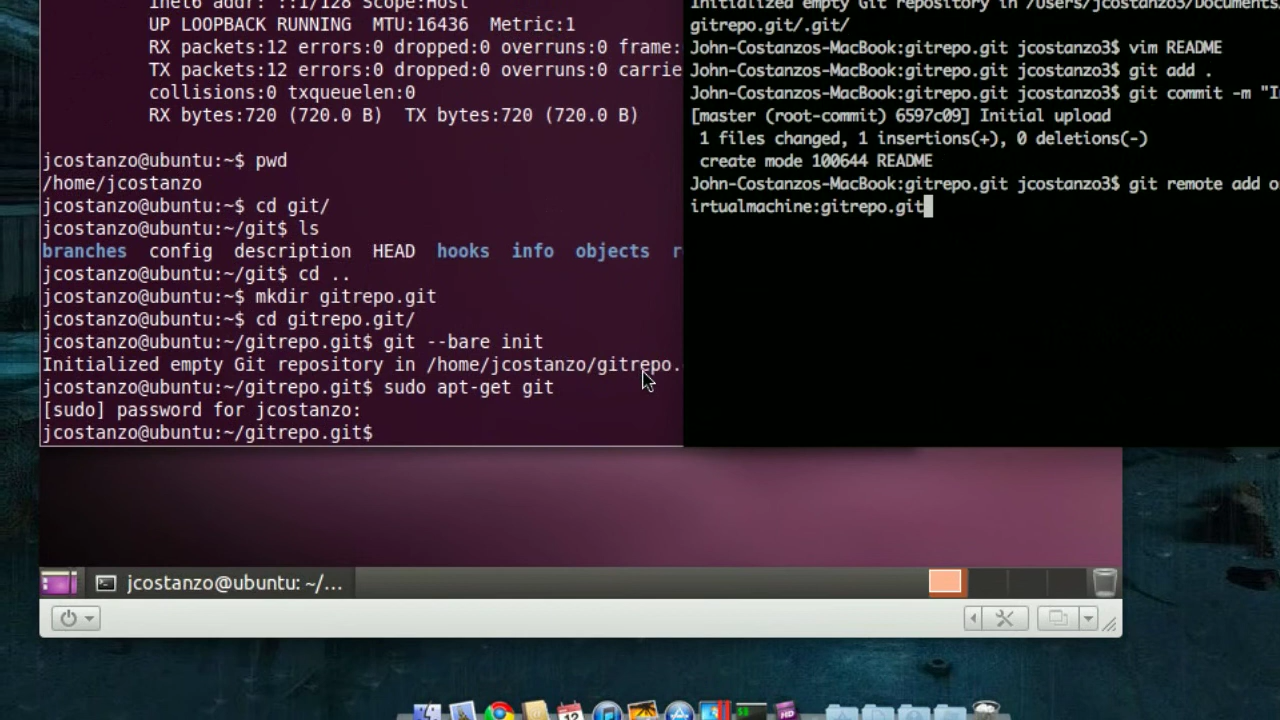 inet6 addr: ::1/128 Scope:Host
UP LOOPBACK RUNNING  MTU:16436  Metric:1
RX packets:12 errors:0 dropped:0 overruns:0 frame:
TX packets:12 errors:0 dropped:0 overruns:0 carrie
collisions:0 txqueuelen:0
RX bytes:720 (720.0 B)  TX bytes:720 (720.0 B)
jcostanzo@ubuntu:~$ pwd
/home/jcostanzo
jcostanzo@ubuntu:~$ cd git/
jcostanzo@ubuntu:~/git$ ls
branches  config  description  HEAD  hooks  info  objects  r
jcostanzo@ubuntu:~/git$ cd ..
jcostanzo@ubuntu:~$ mkdir gitrepo.git
jcostanzo@ubuntu:~$ cd gitrepo.git/
jcostanzo@ubuntu:~/gitrepo.git$ git --bare init
Initialized empty Git repository in /home/jcostanzo/gitrepo.
jcostanzo@ubuntu:~/gitrepo.git$ sudo apt-get git
[sudo] password for jcostanzo:
jcostanzo@ubuntu:~/gitrepo.git$
Initialized empty Git repository in /Users/jcostanzo3/Documents/
gitrepo.git/.git/
John-Costanzos-MacBook:gitrepo.git jcostanzo3$ vim README
John-Costanzos-MacBook:gitrepo.git jcostanzo3$ git add .
John-Costanzos-MacBook:gitrepo.git jcostanzo3$ git commit -m "I
[master (root-commit) 6597c09] Initial upload
1 files changed, 1 insertions(+), 0 deletions(-)
create mode 100644 README
John-Costanzos-MacBook:gitrepo.git jcostanzo3$ git remote add o
irtualmachine:gitrepo.git
jcostanzo@ubuntu: ~/...